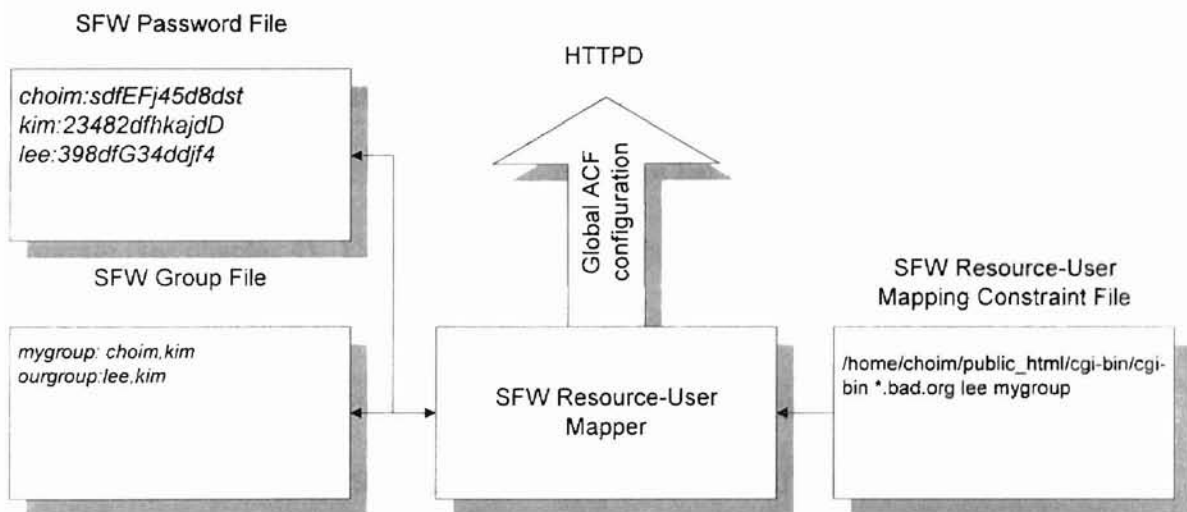 SFW Password File
choim:sdfEFj45d8dst
kim:23482dfhkajdD
lee:398dfG34ddjf4
HTTPD
Global ACF
configuration
SFW Group File
mygroup: choim,kim
ourgroup:lee,kim
SFW Resource-User
Mapper
SFW Resource-User
Mapping Constraint File
/home/choim/public_html/cgi-bin/cgi-
bin *.bad.org lee mygroup